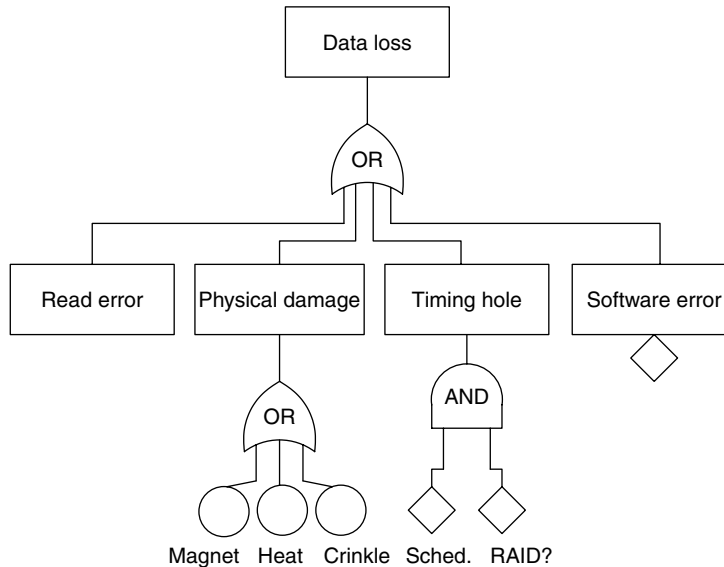 Data loss
OR
Read error
Physical damage
Timing hole
Software error
OR
AND
Magnet Heat Crinkle Sched. RAID?